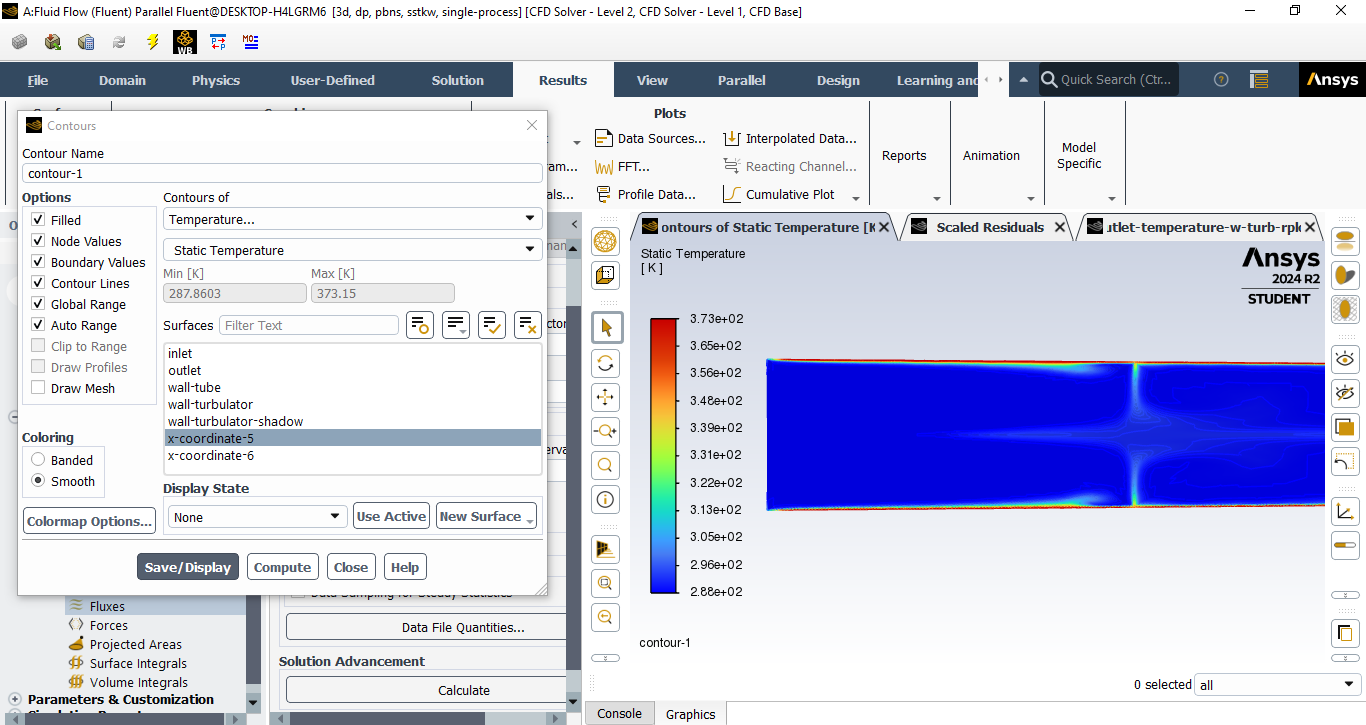 A:Fluid Flow (Fluent) Parallel Fluent@DESKTOP-H4LGRM6 [3d, dp, pbns, sstkw, single-process] [CFD Solver - Level 2, CFD Solver - Level 1, CFD Base]
WB
File Domain Physics User-Defined Solution Results View Parallel Design Learning and Quick Search (Ctr... Ansys
Plots
Data Sources... Interpolated Data...
FFT... Reacting Channel...
Profile Data... Cumulative Plot
Reports
Animation
Model
Specific
Contours
Contour Name
contour-1
Options
Filled
Node Values
Boundary Values
Contour Lines
Global Range
Auto Range
Clip to Range
Draw Profiles
Draw Mesh
Coloring
Banded
Smooth
Colormap Options...
Contours of
Temperature...
Static Temperature
Min [K] Max [K]
287.8603 373.15
Surfaces Filter Text
inlet
outlet
wall-tube
wall-turbulator
wall-turbulator-shadow
x-coordinate-5
x-coordinate-6
Display State
None Use Active New Surface
Save/Display Compute Close Help
Fluxes
Forces
Projected Areas
Surface Integrals
Volume Integrals
Parameters & Customization
Data Sampling for Steady Statistics
Data File Quantities...
Solution Advancement
Calculate
ontours of Static Temperature [K Scaled Residuals utlet-temperature-w-turb-rpl
Static Temperature
[ K ]
Ansys
2024 R2
STUDENT
3.73e+02
3.65e+02
3.56e+02
3.48e+02
3.39e+02
3.31e+02
3.22e+02
3.13e+02
3.05e+02
2.96e+02
2.88e+02
contour-1
0 selected all
Console Graphics